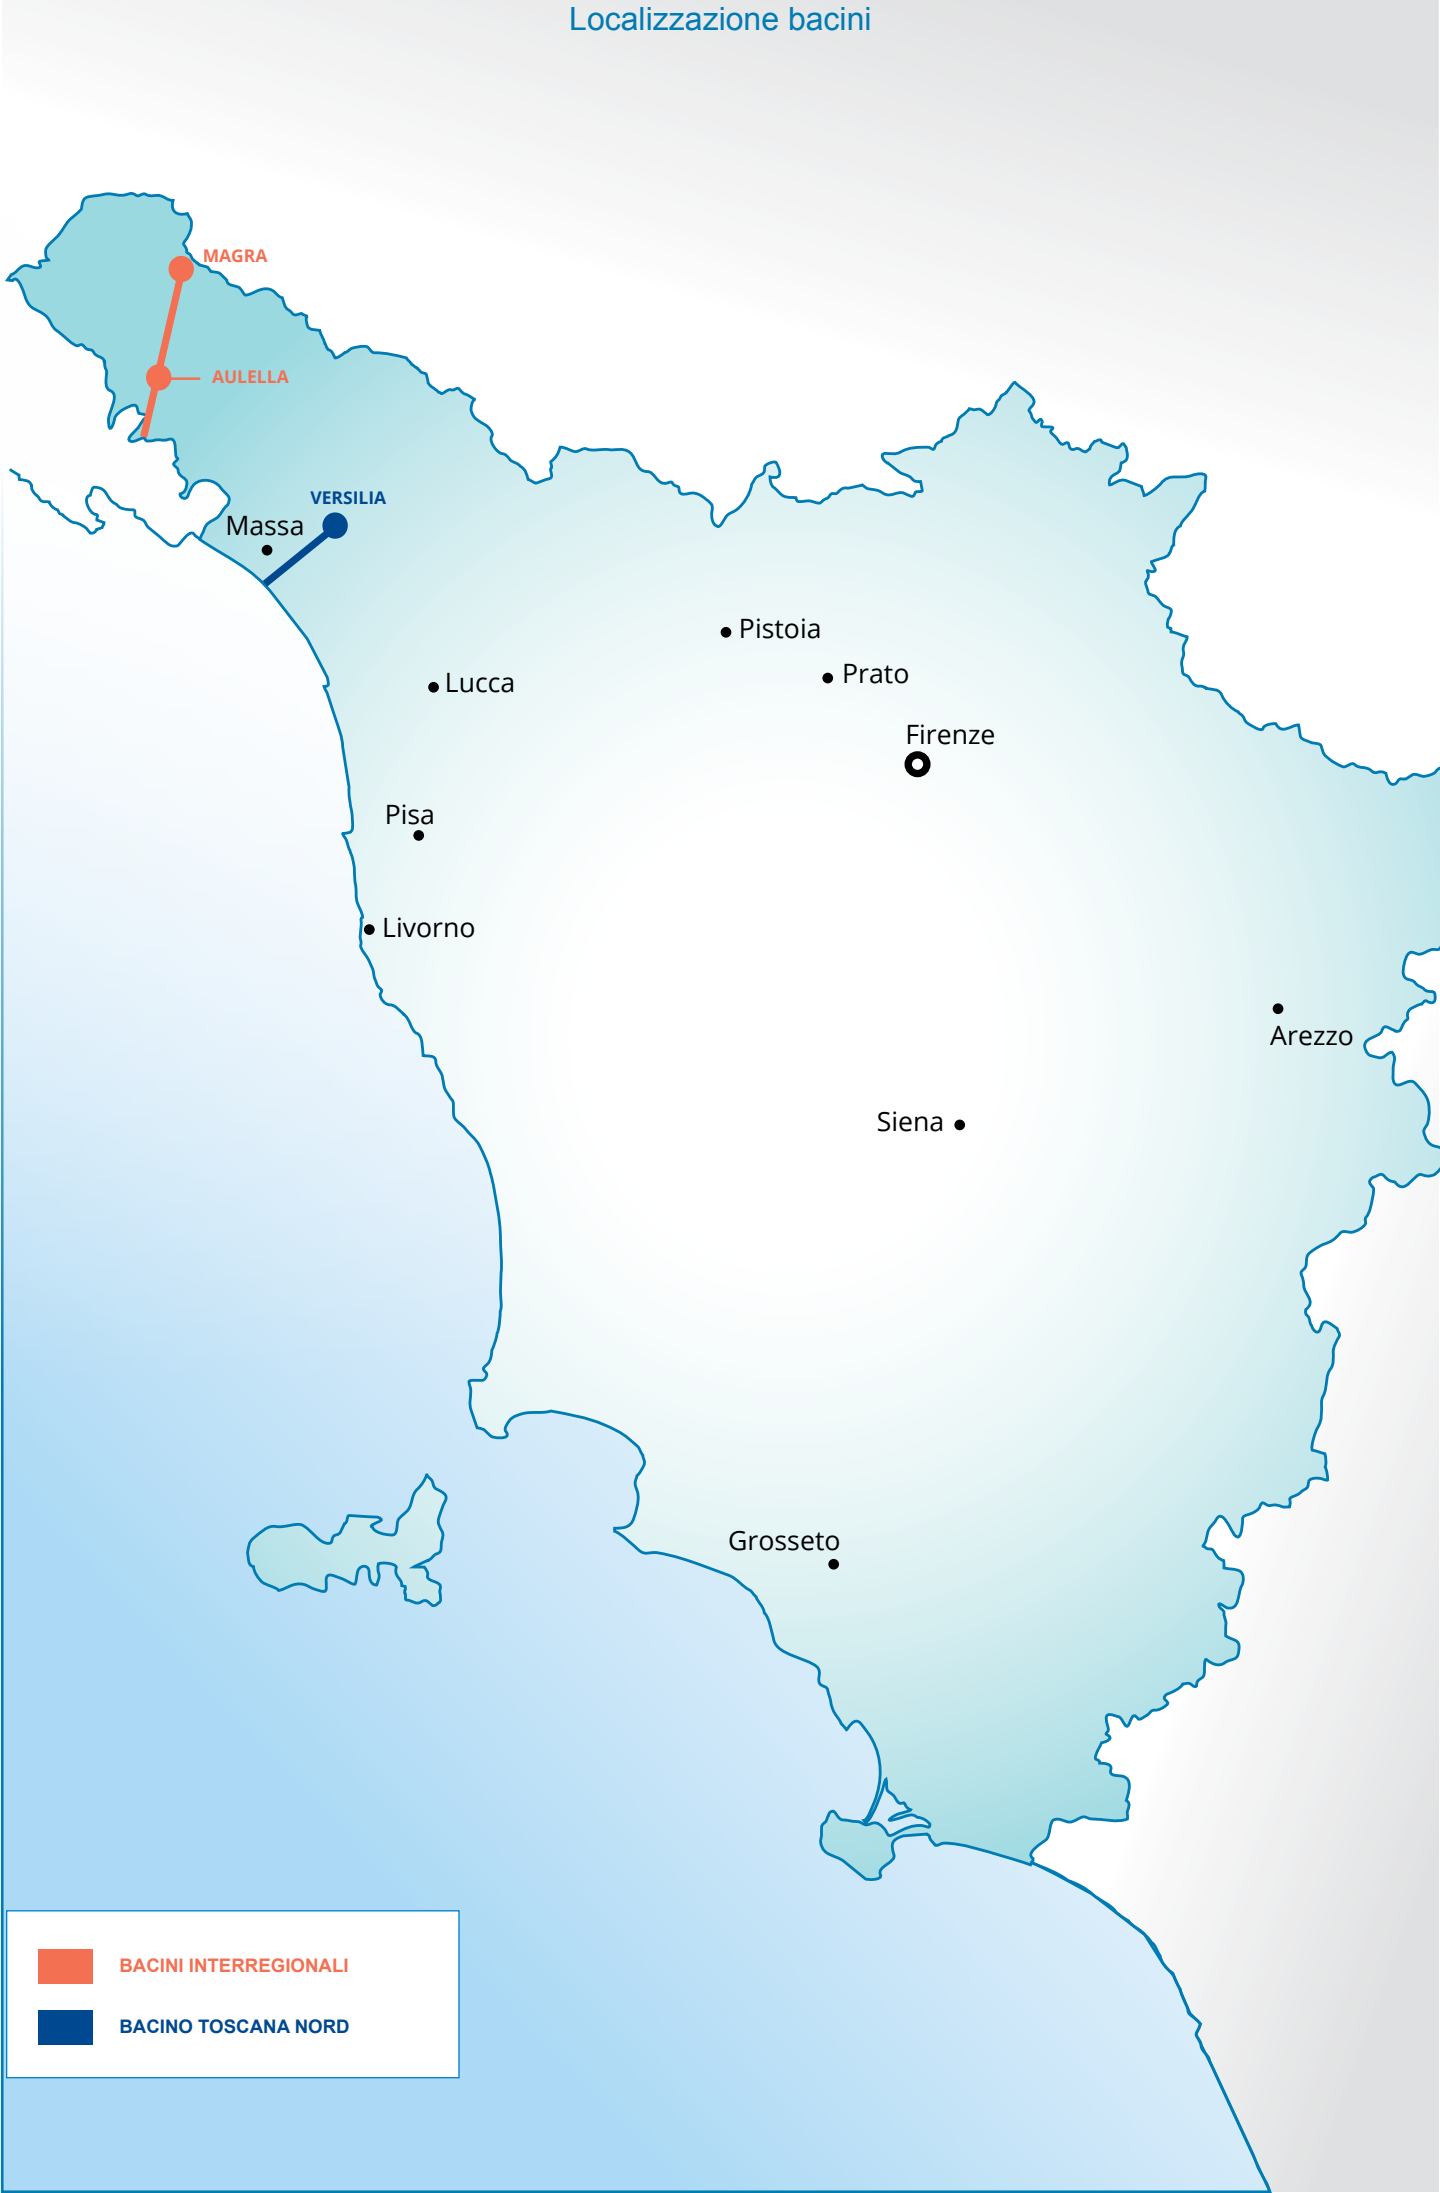 Localizzazione bacini
MAGRA
AULELLA
VERSILIA
Massa
Pistoia
Prato
Lucca
Firenze
Pisa
Livorno
Arezzo
Siena
Grosseto
BACINI INTERREGIONALI
BACINO TOSCANA NORD